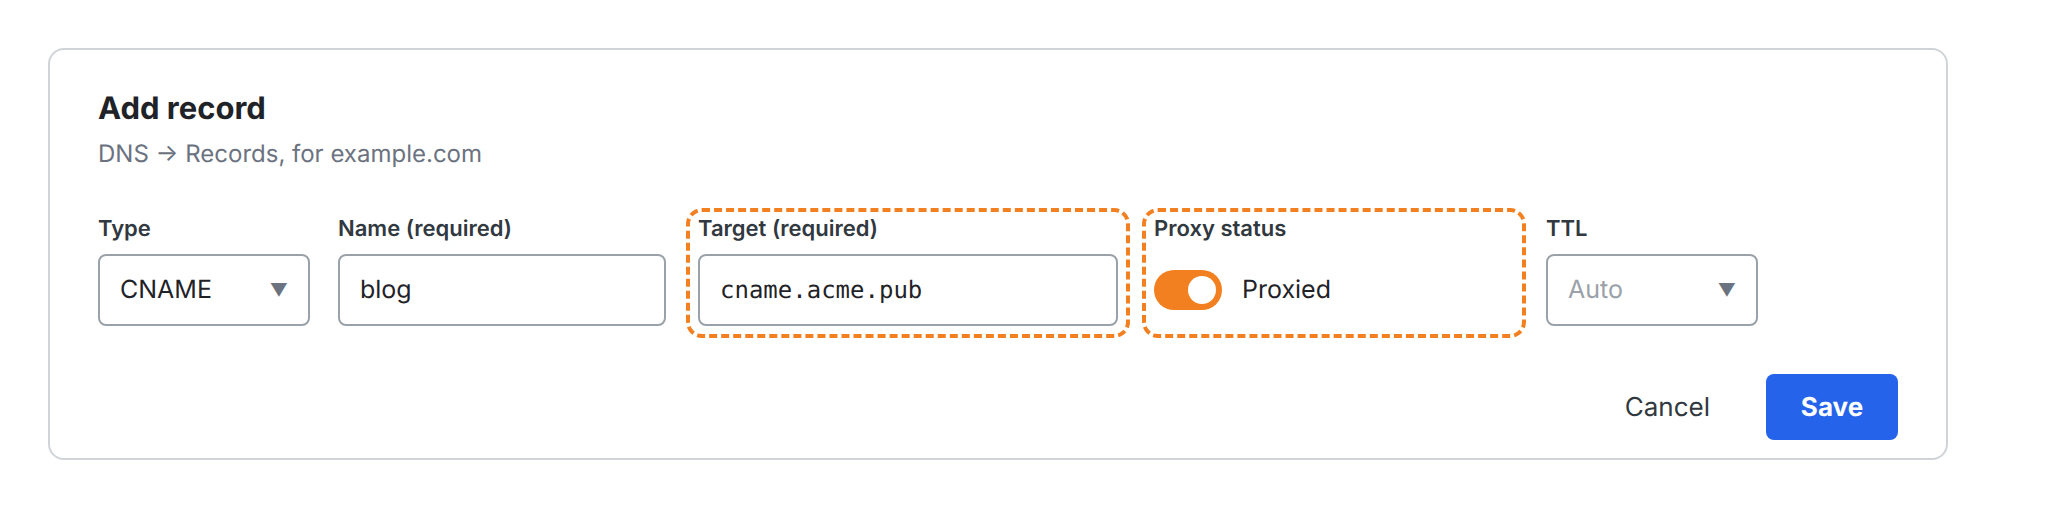 Add record
DNS → Records, for example.com
Type
Name (required)
Target (required)
Proxy status
TTL
CNAME
blog
cname.acme.pub
Proxied
Auto
Cancel
Save